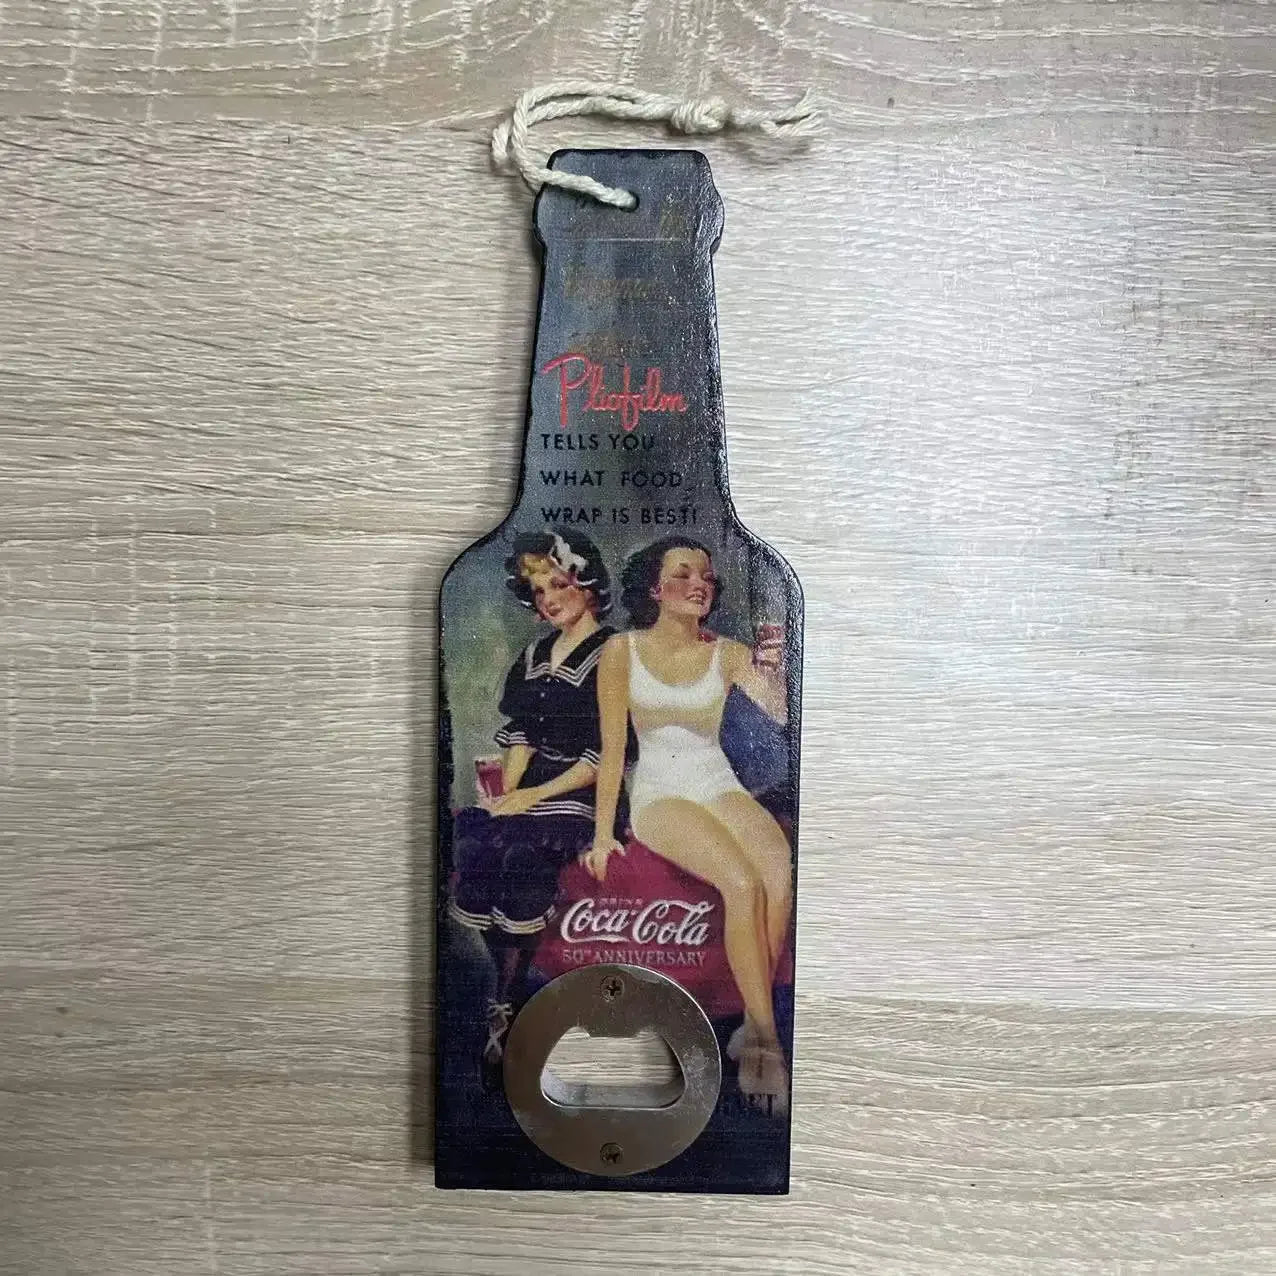 Pliofilm
TELLS YOU
WHAT FOOD
WRAP IS BEST!
DRINK
Coca-Cola
50TH ANNIVERSARY